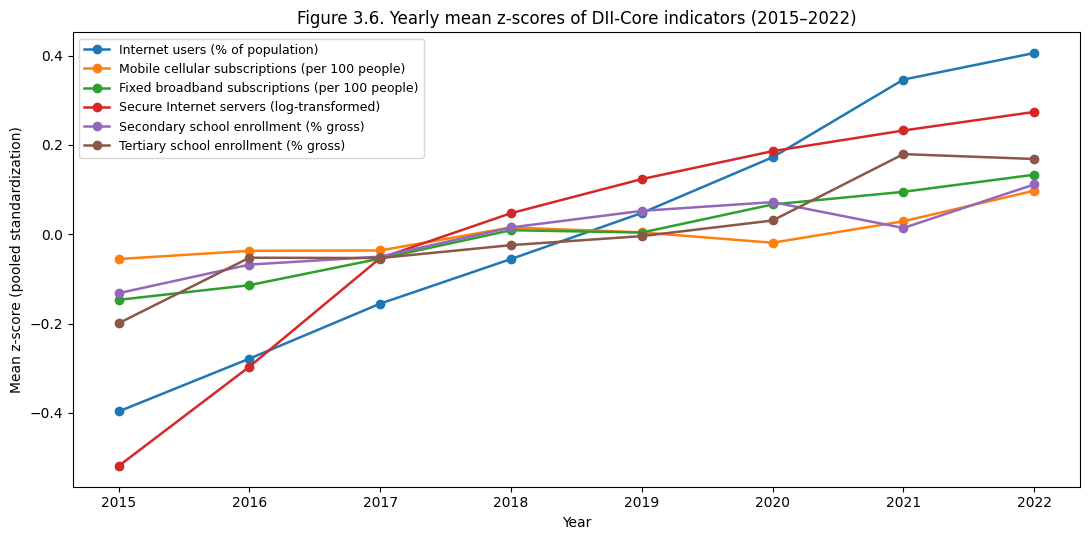 Figure 3.6. Yearly mean z-scores of DII-Core indicators (2015–2022)
Internet users (% of population)
Mobile cellular subscriptions (per 100 people)
Fixed broadband subscriptions (per 100 people)
Secure Internet servers (log-transformed)
Secondary school enrollment (% gross)
Tertiary school enrollment (% gross)
Mean z-score (pooled standardization)
0.4
0.2
0.0
−0.2
−0.4
2015 2016 2017 2018 2019 2020 2021 2022
Year